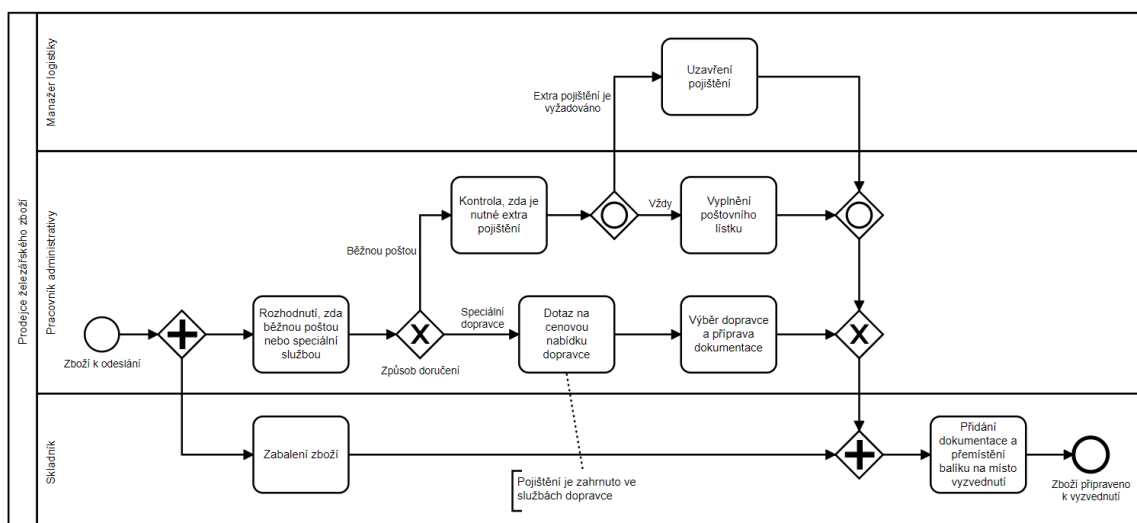 Prodejce železářského zboží
Manažer logistiky
Extra pojištění je
vyžadováno
Uzavření
pojištění
Pracovník administrativy
Zboží k odeslání
Rozhodnutí, zda
běžnou poštou
nebo speciální
službou
Způsob doručení
Běžnou poštou
Kontrola, zda je
nutné extra
pojištění
Vždy
Vyplnění
poštovního
lístku
Speciální
dopravce
Dotaz na
cenovou
nabídku
dopravce
Výběr dopravce
a příprava
dokumentace
Skladník
Zabalení zboží
Pojištění je zahrnuto ve
službách dopravce
Přidání
dokumentace a
přemístění
balíku na místo
vyzvednutí
Zboží připraveno
k vyzvednutí